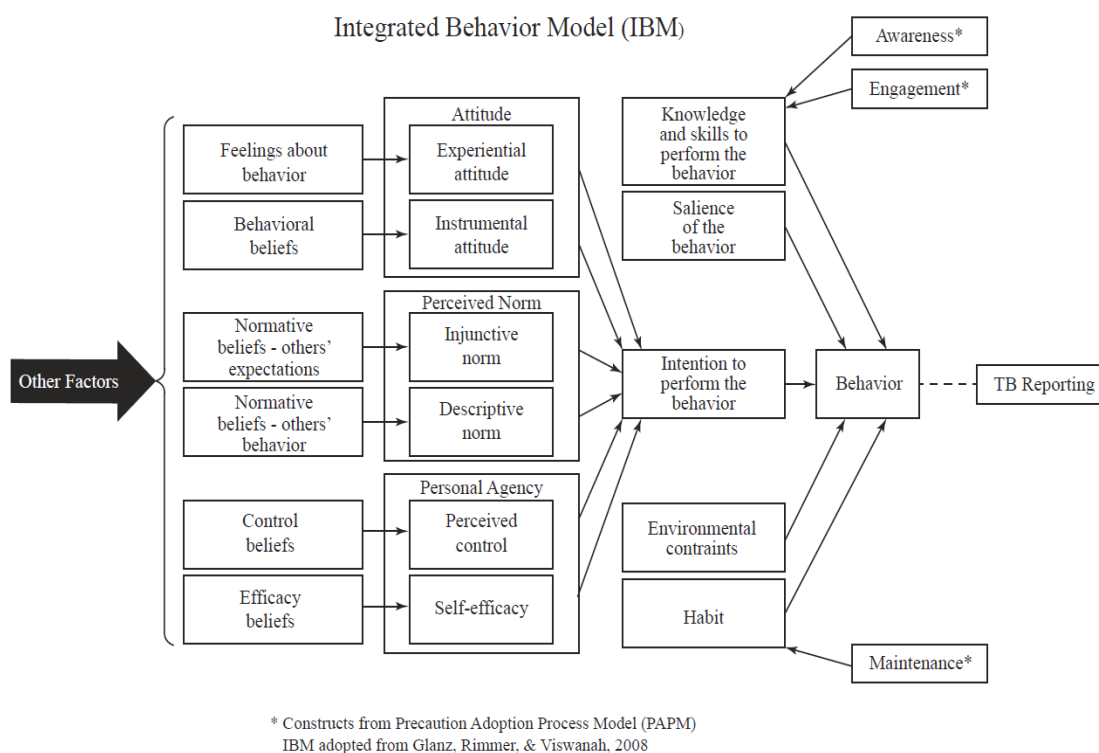 Integrated Behavior Model (IBM)
Awareness*
Engagement*
Attitude
Feelings about
behavior
Experiential
attitude
Knowledge
and skills to
perform the
behavior
Behavioral
beliefs
Instrumental
attitude
Salience
of the
behavior
Perceived Norm
Normative
beliefs - others'
expectations
Injunctive
norm
Other Factors
Intention to
perform the
behavior
Behavior
TB Reporting
Normative
beliefs - others'
behavior
Descriptive
norm
Personal Agency
Control
beliefs
Perceived
control
Environmental
contraints
Efficacy
beliefs
Self-efficacy
Habit
Maintenance*
* Constructs from Precaution Adoption Process Model (PAPM)
IBM adopted from Glanz, Rimmer, & Viswanah, 2008